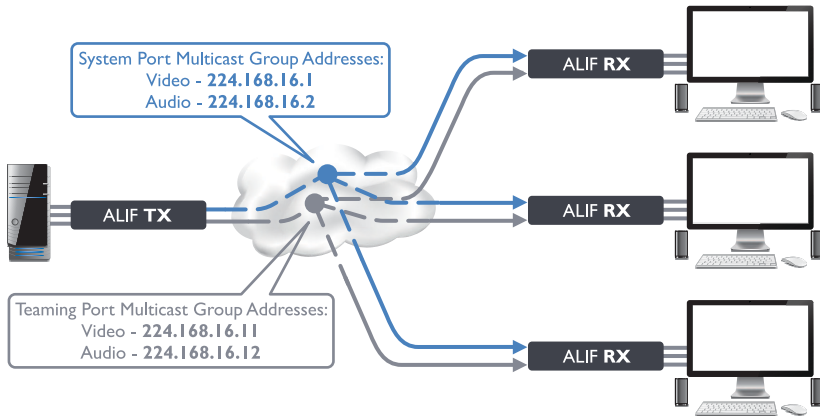 System Port Multicast Group Addresses:
Video - 224.168.16.1
Audio - 224.168.16.2
ALIF RX
ALIF TX
ALIF RX
Teaming Port Multicast Group Addresses:
Video - 224.168.16.11
Audio - 224.168.16.12
ALIF RX